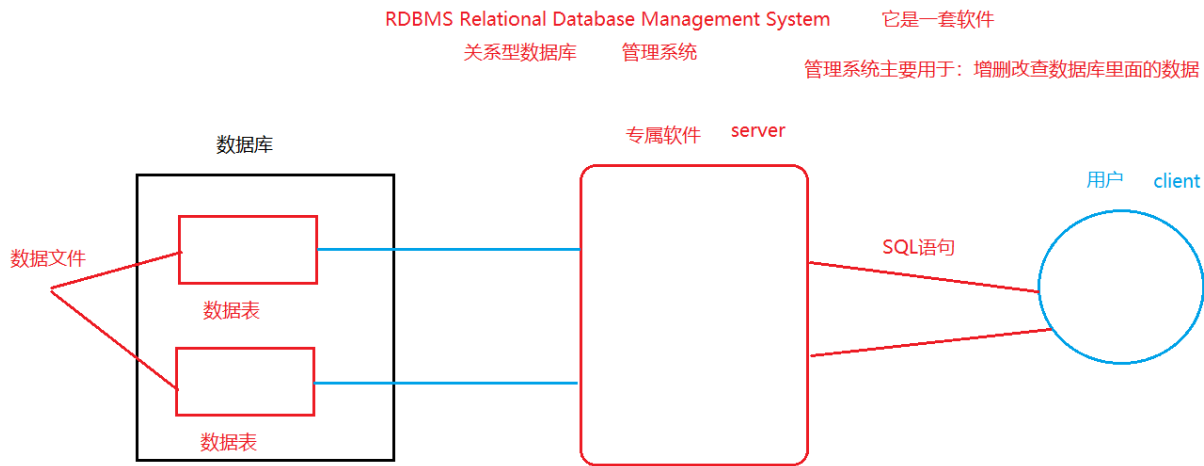 RDBMS Relational Database Management System 它是一套软件
关系型数据库 管理系统
管理系统主要用于：增删改查数据库里面的数据
专属软件 server
数据库
用户 client
SQL语句
数据文件
数据表
数据表